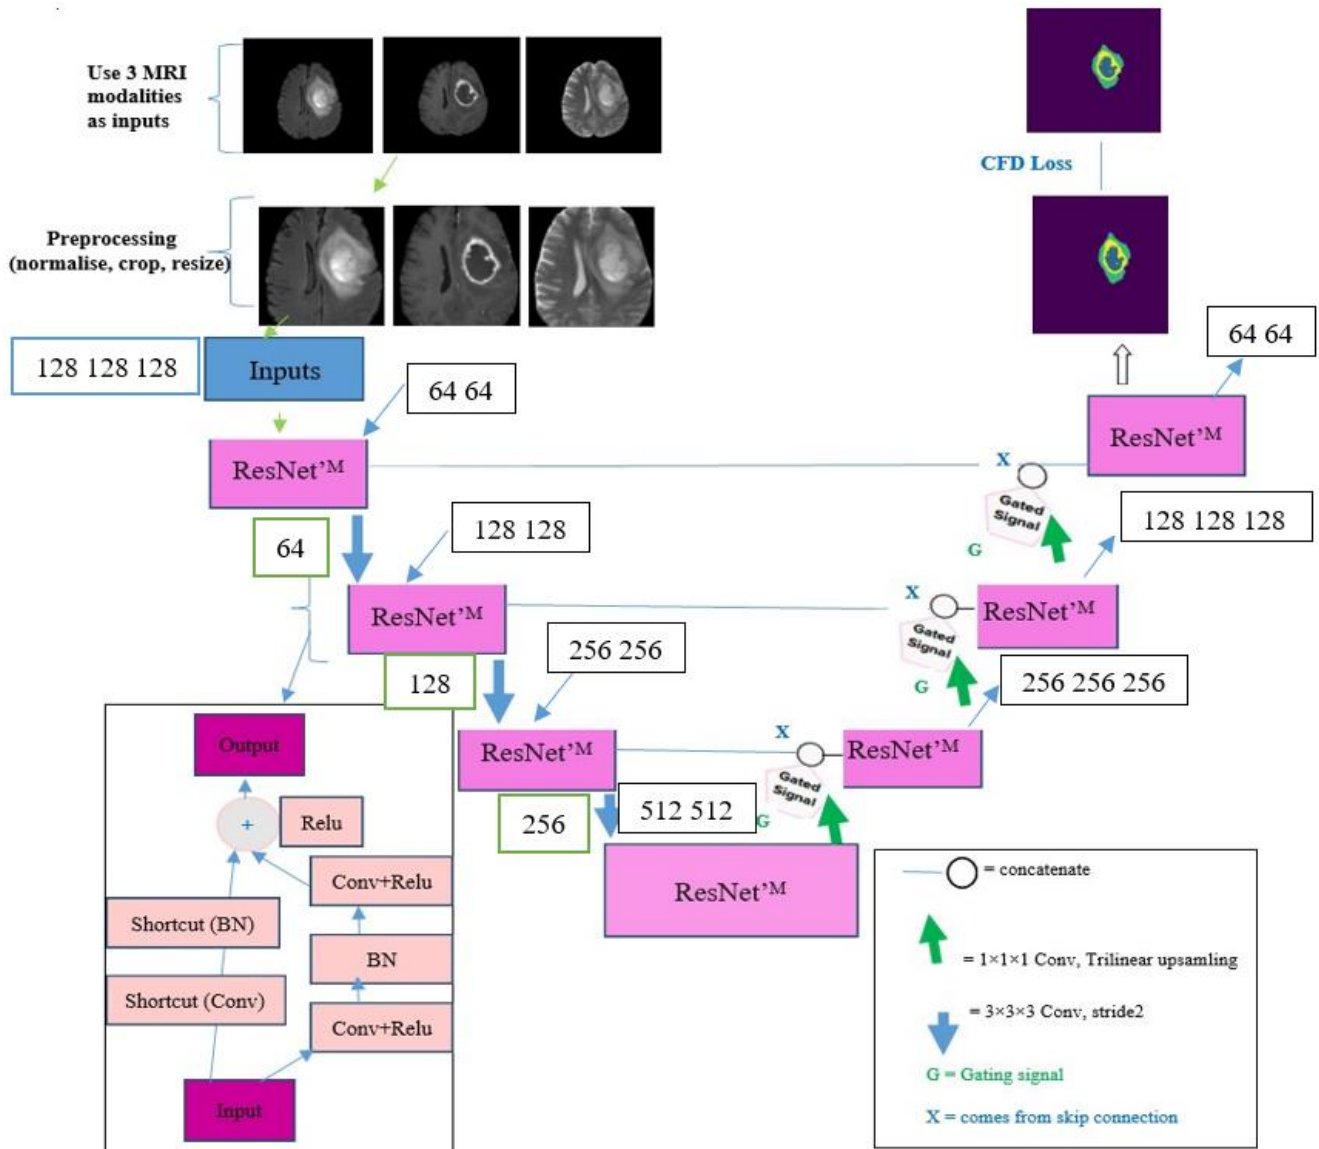 Use 3 MRI
modalities
as inputs
CFD Loss
Preprocessing
(normalise, crop, resize)
128 128 128
Inputs
64 64
64 64
ResNet’ᴹ
ResNet’ᴹ
X
Gated
Signal
G
64
128 128
128 128 128
ResNet’ᴹ
X
ResNet’ᴹ
Gated
Signal
G
128
256 256
256 256 256
ResNet’ᴹ
X
ResNet’ᴹ
Gated
Signal
G
256
512 512
ResNet’ᴹ
Output
+
Relu
Conv+Relu
Shortcut (BN)
BN
Shortcut (Conv)
Conv+Relu
Input
= concatenate
= 1×1×1 Conv, Trilinear upsamling
= 3×3×3 Conv, stride2
G = Gating signal
X = comes from skip connection